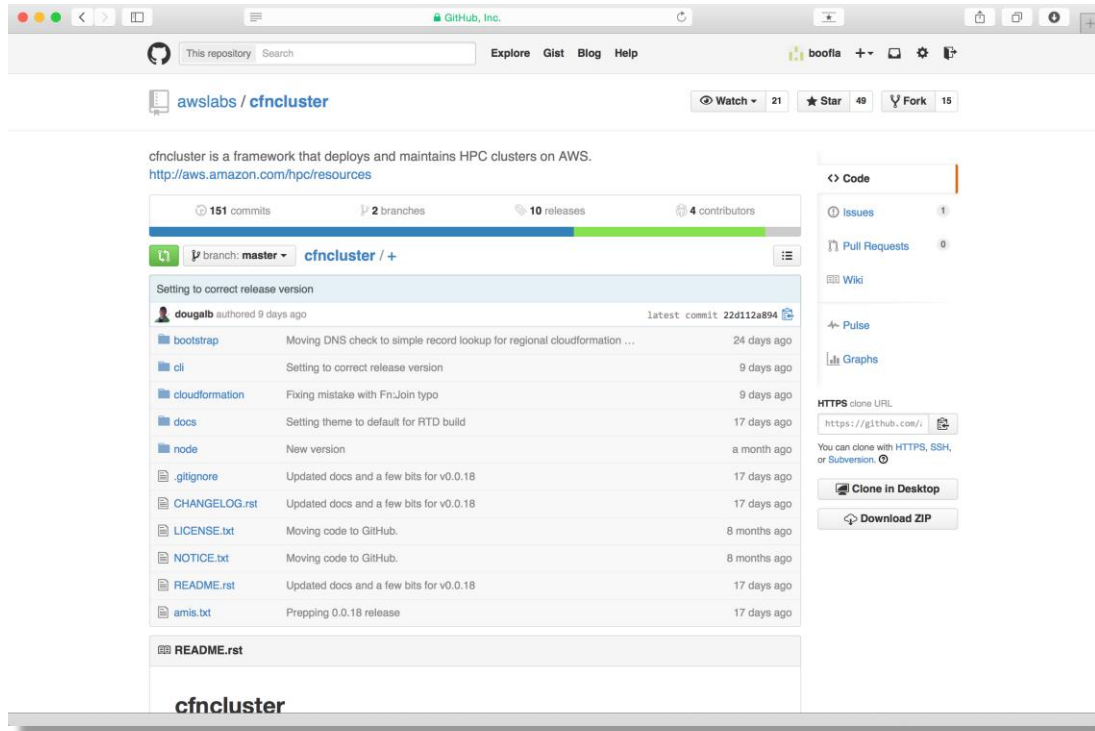 GitHub, Inc.
This repository Search Explore Gist Blog Help boofla
awslabs / cfncluster Watch 21 Star 49 Fork 15
cfncluster is a framework that deploys and maintains HPC clusters on AWS.
http://aws.amazon.com/hpc/resources
151 commits 2 branches 10 releases 4 contributors
branch: master cfncluster / +
Setting to correct release version
dougalb authored 9 days ago latest commit 22d112a894
bootstrap Moving DNS check to simple record lookup for regional cloudformation … 24 days ago
cli Setting to correct release version 9 days ago
cloudformation Fixing mistake with Fn:Join typo 9 days ago
docs Setting theme to default for RTD build 17 days ago
node New version a month ago
.gitignore Updated docs and a few bits for v0.0.18 17 days ago
CHANGELOG.rst Updated docs and a few bits for v0.0.18 17 days ago
LICENSE.txt Moving code to GitHub. 8 months ago
NOTICE.txt Moving code to GitHub. 8 months ago
README.rst Updated docs and a few bits for v0.0.18 17 days ago
amis.txt Prepping 0.0.18 release 17 days ago
README.rst
cfncluster
Code
Issues 1
Pull Requests 0
Wiki
Pulse
Graphs
HTTPS clone URL
https://github.com/
You can clone with HTTPS, SSH,
or Subversion.
Clone in Desktop
Download ZIP